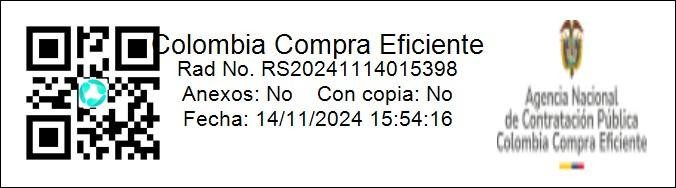 Colombia Compra Eficiente
Rad No. RS20241114015398
Anexos: No Con copia: No
Fecha: 14/11/2024 15:54:16
Agencia Nacional
de Contratación Pública
Colombia Compra Eficiente